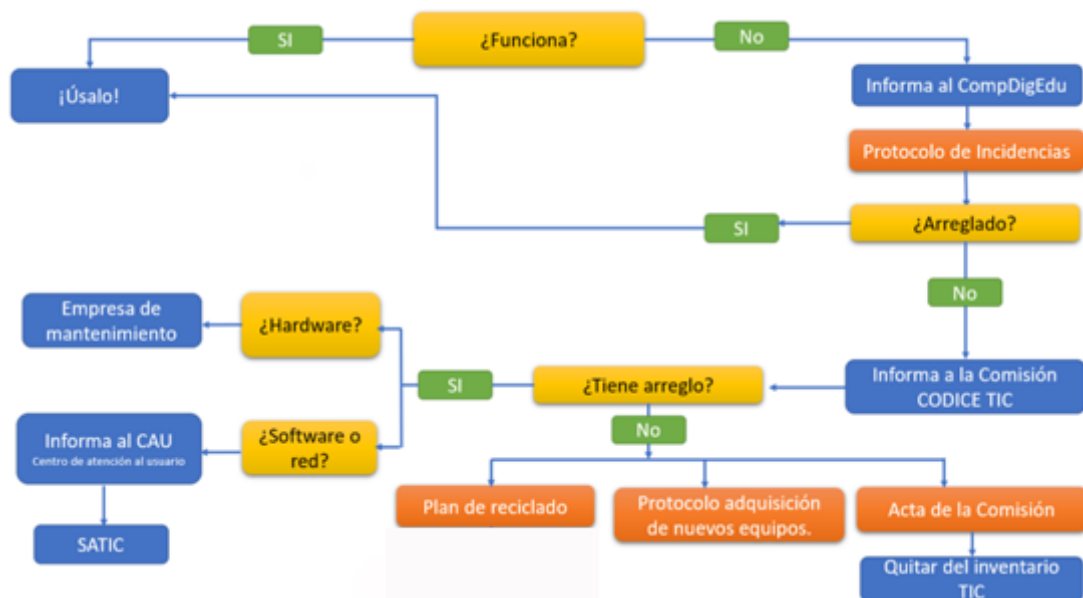 SI
¿Funciona?
No
¡Úsalo!
Informa al CompDigEdu
Protocolo de Incidencias
SI
¿Arreglado?
No
Empresa de
mantenimiento
¿Hardware?
SI
¿Tiene arreglo?
Informa a la Comisión
CODICE TIC
No
Informa al CAU
Centro de atención al usuario
¿Software o
red?
Plan de reciclado
Protocolo adquisición
de nuevos equipos.
Acta de la Comisión
SATIC
Quitar del inventario
TIC